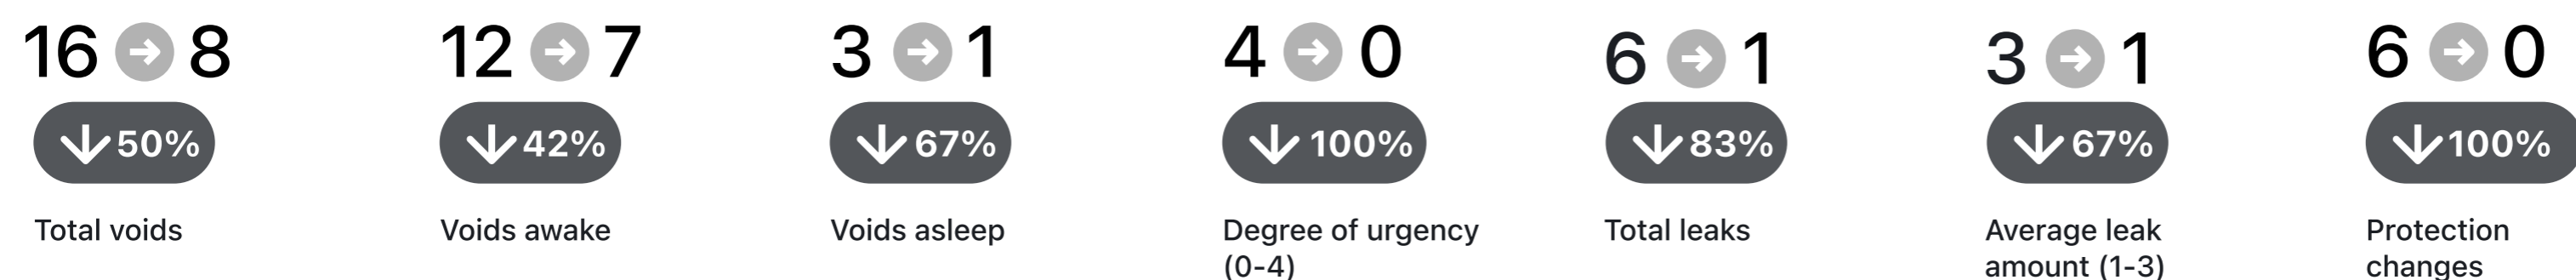 16 → 8
12 → 7
3 → 1
4 → 0
6 → 1
3 → 1
6 → 0
↓50%
↓42%
↓67%
↓100%
↓83%
↓67%
↓100%
Total voids
Voids awake
Voids asleep
Degree of urgency
(0-4)
Total leaks
Average leak
amount (1-3)
Protection
changes